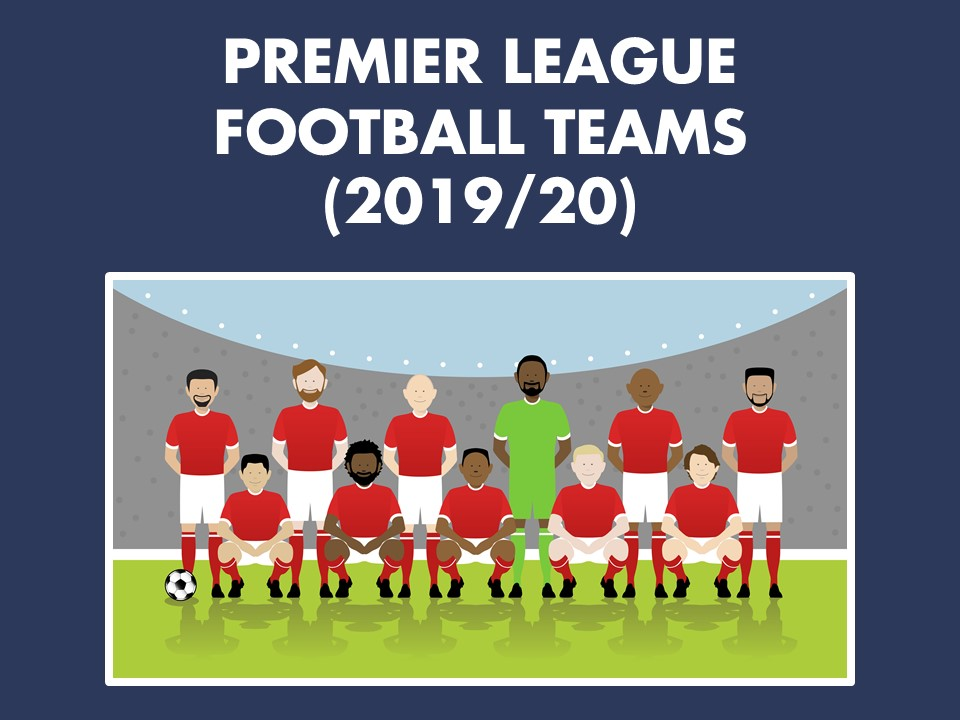 PREMIER LEAGUE
FOOTBALL TEAMS
(2019/20)